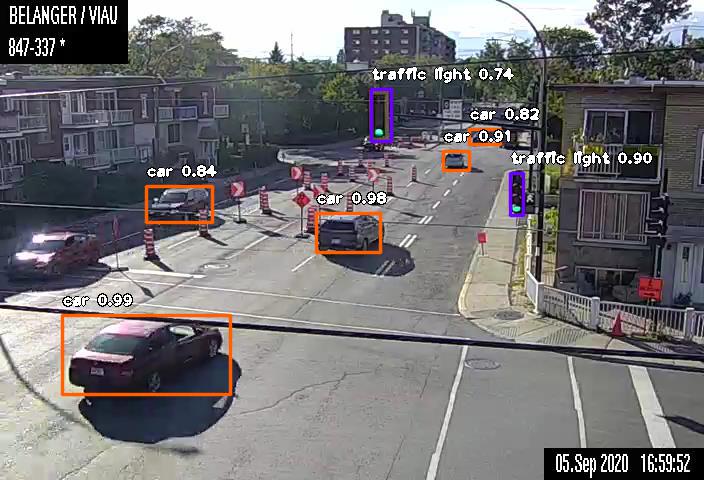 BELANGER / VIAU
847-337 *
traffic light 0.74
car 0.82
car 0.91
traffic light 0.90
car 0.84
car 0.98
car 0.99
05.Sep 2020 16:59:52